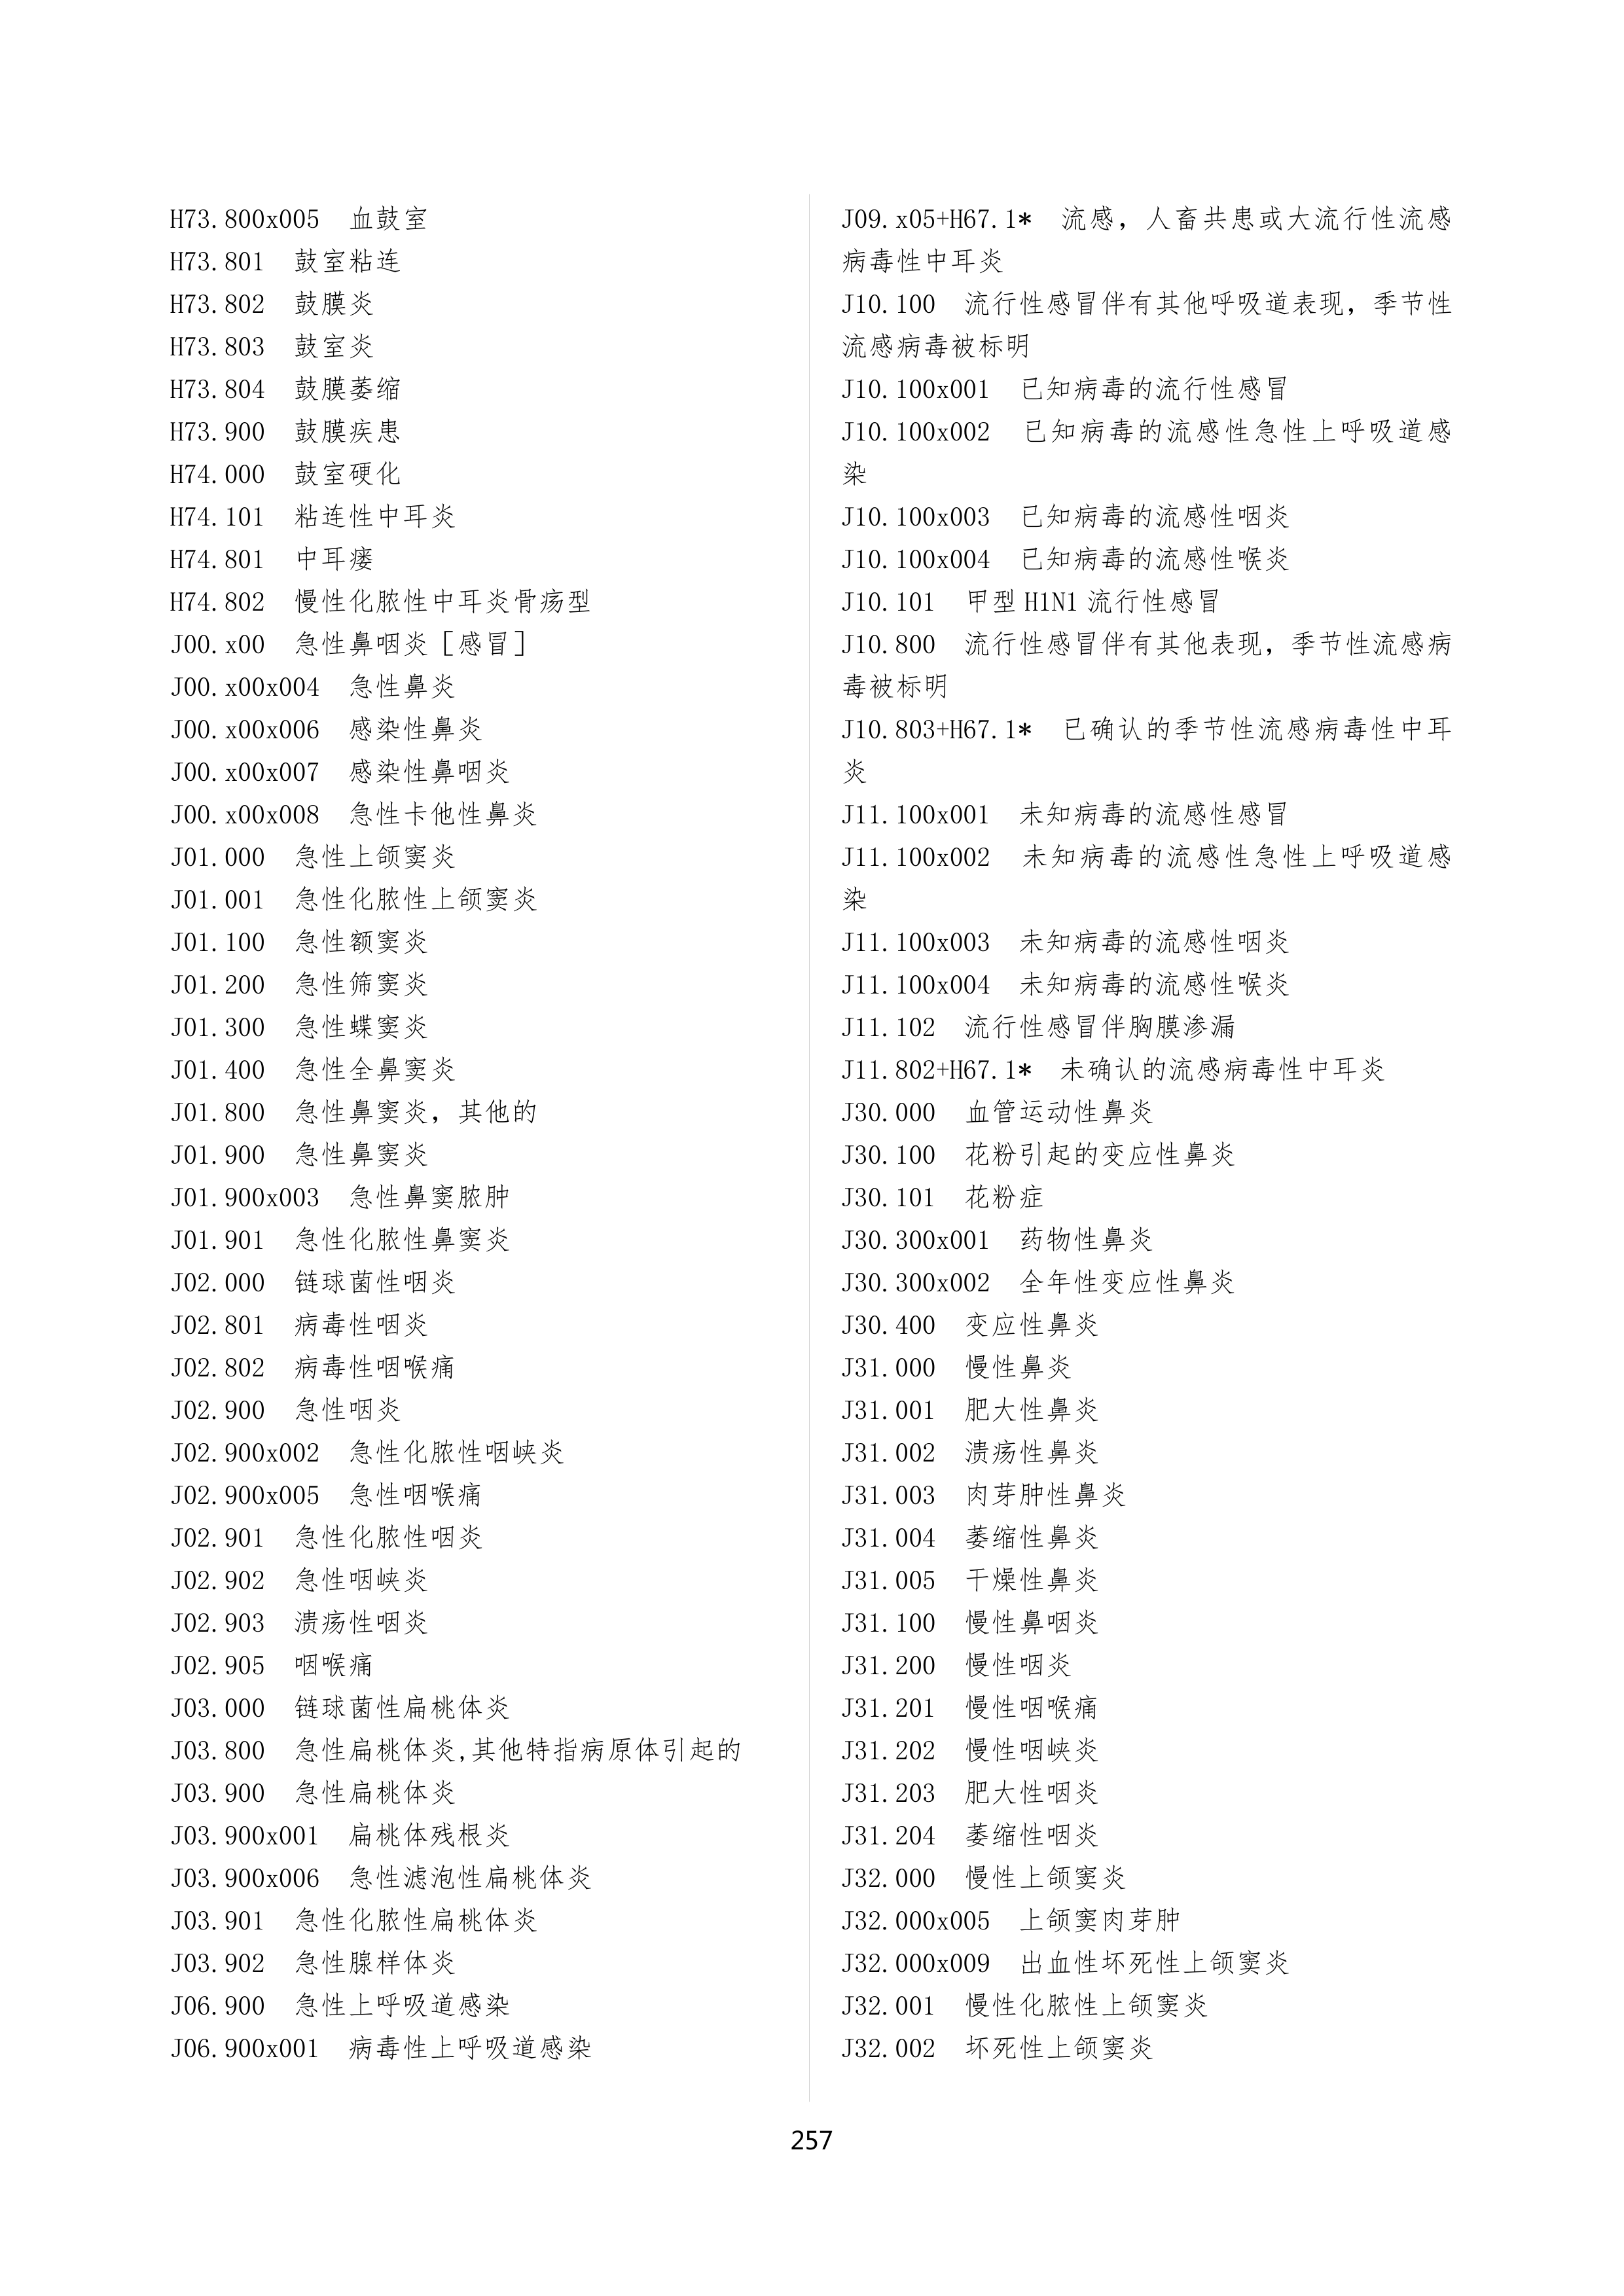 H73.800x005 血鼓室
H73.801 鼓室粘连
H73.802 鼓膜炎
H73.803 鼓室炎
H73.804 鼓膜萎缩
H73.900 鼓膜疾患
H74.000 鼓室硬化
H74.101 粘连性中耳炎
H74.801 中耳瘘
H74.802 慢性化脓性中耳炎骨疡型
J00.x00 急性鼻咽炎[感冒]
J00.x00x004 急性鼻炎
J00.x00x006 感染性鼻炎
J00.x00x007 感染性鼻咽炎
J00.x00x008 急性卡他性鼻炎
J01.000 急性上颌窦炎
J01.001 急性化脓性上颌窦炎
J01.100 急性额窦炎
J01.200 急性筛窦炎
J01.300 急性蝶窦炎
J01.400 急性全鼻窦炎
J01.800 急性鼻窦炎，其他的
J01.900 急性鼻窦炎
J01.900x003 急性鼻窦脓肿
J01.901 急性化脓性鼻窦炎
J02.000 链球菌性咽炎
J02.801 病毒性咽炎
J02.802 病毒性咽喉痛
J02.900 急性咽炎
J02.900x002 急性化脓性咽峡炎
J02.900x005 急性咽喉痛
J02.901 急性化脓性咽炎
J02.902 急性咽峡炎
J02.903 溃疡性咽炎
J02.905 咽喉痛
J03.000 链球菌性扁桃体炎
J03.800 急性扁桃体炎,其他特指病原体引起的
J03.900 急性扁桃体炎
J03.900x001 扁桃体残根炎
J03.900x006 急性滤泡性扁桃体炎
J03.901 急性化脓性扁桃体炎
J03.902 急性腺样体炎
J06.900 急性上呼吸道感染
J06.900x001 病毒性上呼吸道感染
J09.x05+H67.1* 流感，人畜共患或大流行性流感
病毒性中耳炎
J10.100 流行性感冒伴有其他呼吸道表现，季节性
流感病毒被标明
J10.100x001 已知病毒的流行性感冒
J10.100x002 已知病毒的流感性急性上呼吸道感
染
J10.100x003 已知病毒的流感性咽炎
J10.100x004 已知病毒的流感性喉炎
J10.101 甲型H1N1流行性感冒
J10.800 流行性感冒伴有其他表现，季节性流感病
毒被标明
J10.803+H67.1* 已确认的季节性流感病毒性中耳
炎
J11.100x001 未知病毒的流感性感冒
J11.100x002 未知病毒的流感性急性上呼吸道感
染
J11.100x003 未知病毒的流感性咽炎
J11.100x004 未知病毒的流感性喉炎
J11.102 流行性感冒伴胸膜渗漏
J11.802+H67.1* 未确认的流感病毒性中耳炎
J30.000 血管运动性鼻炎
J30.100 花粉引起的变应性鼻炎
J30.101 花粉症
J30.300x001 药物性鼻炎
J30.300x002 全年性变应性鼻炎
J30.400 变应性鼻炎
J31.000 慢性鼻炎
J31.001 肥大性鼻炎
J31.002 溃疡性鼻炎
J31.003 肉芽肿性鼻炎
J31.004 萎缩性鼻炎
J31.005 干燥性鼻炎
J31.100 慢性鼻咽炎
J31.200 慢性咽炎
J31.201 慢性咽喉痛
J31.202 慢性咽峡炎
J31.203 肥大性咽炎
J31.204 萎缩性咽炎
J32.000 慢性上颌窦炎
J32.000x005 上颌窦肉芽肿
J32.000x009 出血性坏死性上颌窦炎
J32.001 慢性化脓性上颌窦炎
J32.002 坏死性上颌窦炎
257